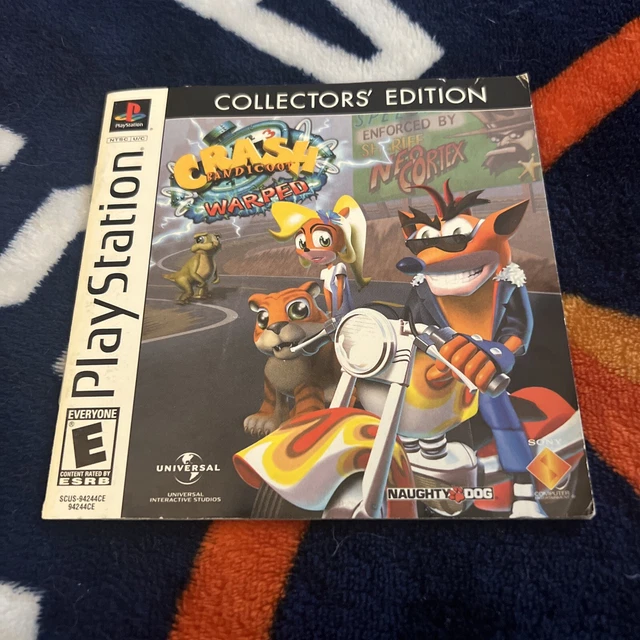 COLLECTORS' EDITION
PlayStation
NTSC U/C
PlayStation
CRASH
BANDICOOT
WARPED
ENFORCED BY
SHERIFF
NEO CORTEX
EVERYONE
E
CONTENT RATED BY
ESRB
SCUS-94244CE
94244CE
UNIVERSAL
UNIVERSAL
INTERACTIVE STUDIOS
NAUGHTY DOG
SONY
COMPUTER